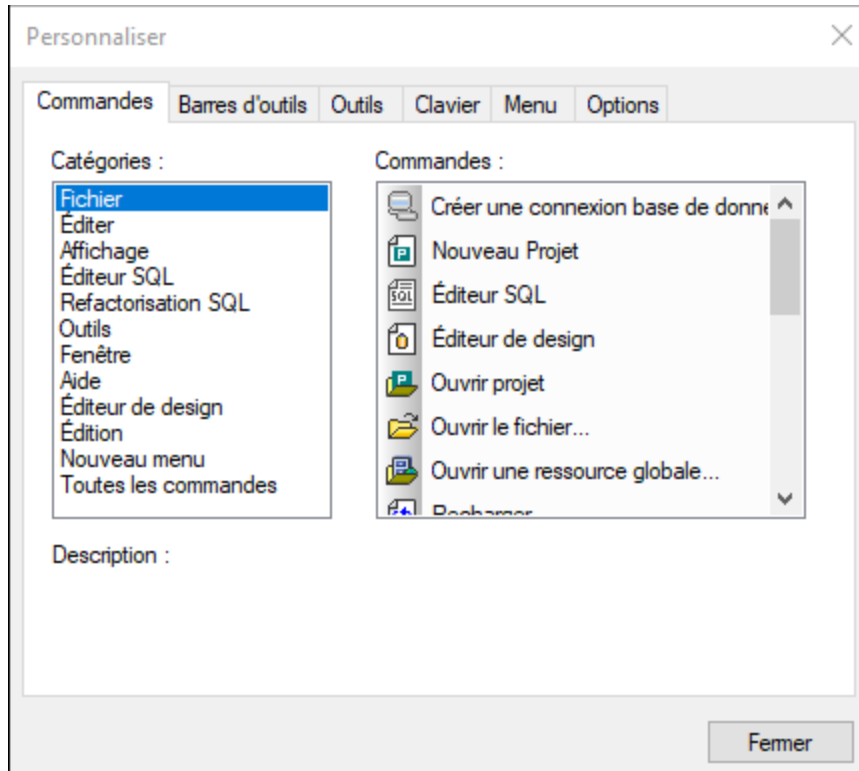 Personnaliser
Commandes Barres d'outils Outils Clavier Menu Options
Catégories :
Fichier
Éditer
Affichage
Éditeur SQL
Refactorisation SQL
Outils
Fenêtre
Aide
Éditeur de design
Édition
Nouveau menu
Toutes les commandes
Commandes :
Créer une connexion base de donne
Nouveau Projet
Éditeur SQL
Éditeur de design
Ouvrir projet
Ouvrir le fichier...
Ouvrir une ressource globale...
Recharger
Description :
Fermer